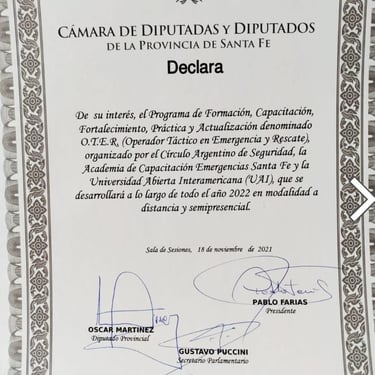 CÁMARA DE DIPUTADAS Y DIPUTADOS
DE LA PROVINCIA DE SANTA FE
Declara
De su interés, el Programa de Formación, Capacitación,
Fortalecimiento, Práctica y Actualización denominado
O.T.E.R. (Operador Táctico en Emergencia y Rescate),
organizado por el Círculo Argentino de Seguridad, la
Academia de Capacitación Emergencias Santa Fe y la
Universidad Abierta Interamericana (UAI), que se
desarrollará a lo largo de todo el año 2022 en modalidad a
distancia y semipresencial.
Sala de Sesiones, 18 de noviembre de 2021
PABLO FARIAS
Presidente
OSCAR MARTINEZ
Diputado Provincial
GUSTAVO PUCCINI
Secretario Parlamentario